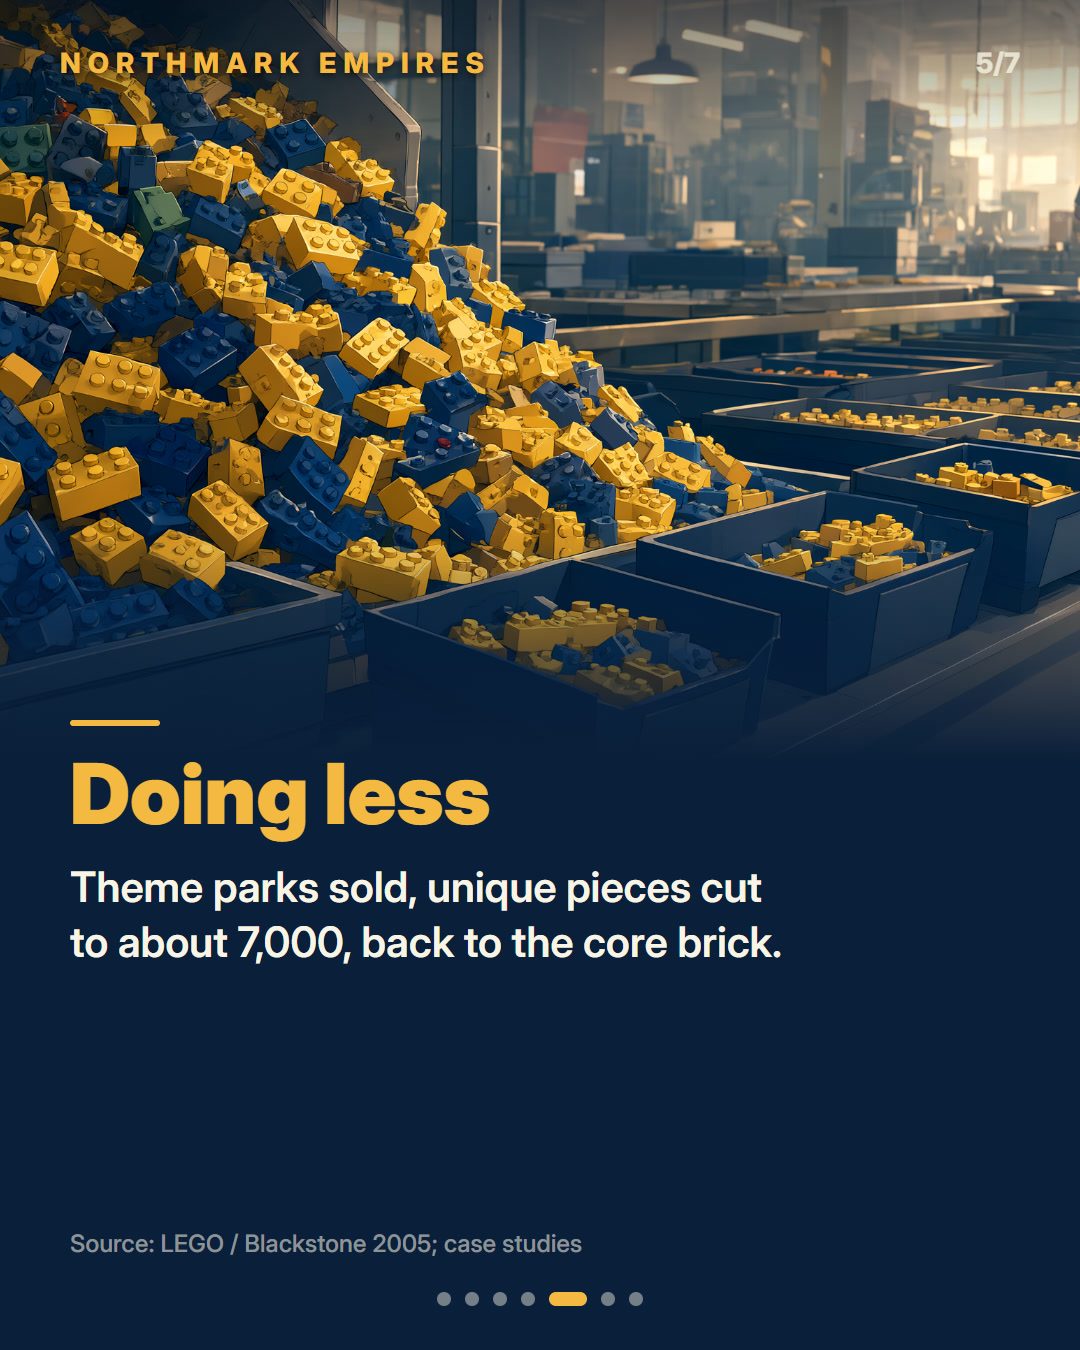 NORTHMARK EMPIRES
5/7
Doing less
Theme parks sold, unique pieces cut
to about 7,000, back to the core brick.
Source: LEGO / Blackstone 2005; case studies